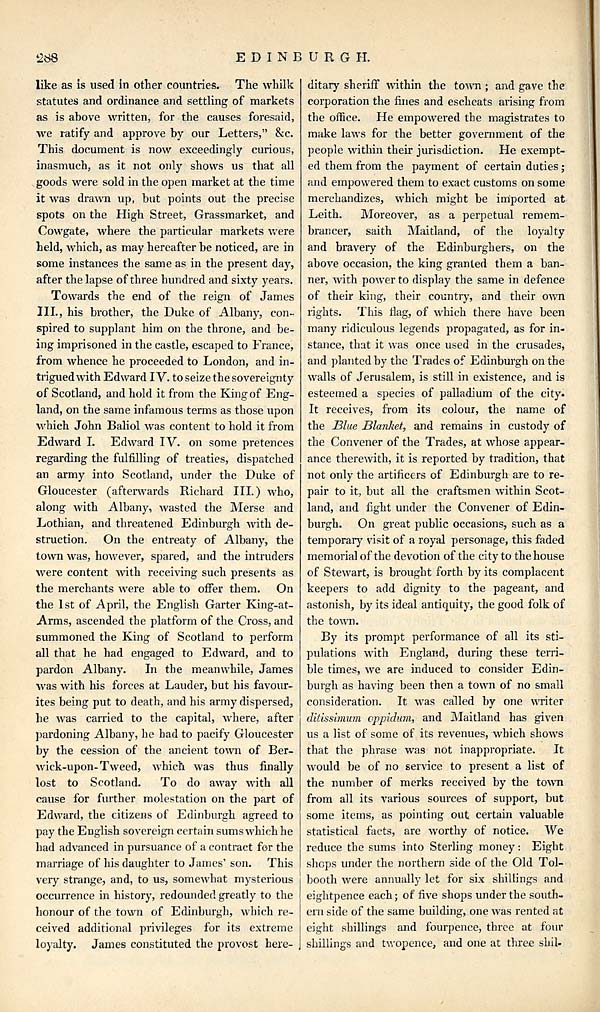 288
EDINBURGH.
like as is used in other countries. The whilk
statutes and ordinance and settling of markets
as is above written, for the causes foresaid,
we ratify and approve by our Letters,” &c.
This document is now exceedingly curious,
inasmuch, as it not only shows us that all
goods were sold in the open market at the time
it was drawn up, but points out the precise
spots on the High Street, Grassmarket, and
Cowgate, where the particular markets were
held, which, as may hereafter be noticed, are in
some instances the same as in the present day,
after the lapse of three hundred and sixty years.
Towards the end of the reign of James
III., his brother, the Duke of Albany, con-
spired to supplant him on the throne, and be-
ing imprisoned in the castle, escaped to France,
from whence he proceeded to London, and in-
trigued with Edward IV. to seize the sovereignty
of Scotland, and hold it from the King of Eng-
land, on the same infamous terms as those upon
which John Baliol was content to hold it from
Edward I. Edward IV. on some pretences
regarding the fulfilling of treaties, dispatched
an army into Scotland, under the Duke of
Gloucester (afterwards Richard III.) who,
along with Albany, wasted the Merse and
Lothian, and threatened Edinburgh with de-
struction. On the entreaty of Albany, the
town was, however, spared, and the intruders
were content with receiving such presents as
the merchants were able to offer them. On
the 1st of April, the English Garter King-at-
Arms, ascended the platform of the Cross, and
summoned the King of Scotland to perform
all that he had engaged to Edward, and to
pardon Albany. In the meanwhile, James
was with his forces at Lauder, but his favour-
ites being put to death, and his army dispersed,
he was carried to the capital, where, after
pardoning Albany, he had to pacify Gloucester
by the cession of the ancient town of Ber-
wick-upon-Tweed, which was thus finally
lost to Scotland. To do away with all
cause for further molestation on the part of
Edward, the citizens of Edinburgh agreed to
pay the English sovereign certain sums which he
had advanced in pursuance of a contract for the
marriage of his daughter to James’ son. This
very strange, and, to us, somewhat mysterious
occurrence in history, redounded greatly to the
honour of the town of Edinburgh, which re-
ceived additional privileges for its extreme
loyalty. James constituted the provost here-
ditary sheriff within the town; and gave the
corporation the fines and escheats arising from
the office. He empowered the magistrates to
make laws for the better government of the
people within their jurisdiction. He exempt-
ed them from the payment of certain duties;
and empowered them to exact customs on some
merchandizes, which might be imported at
Leith. Moreover, as a perpetual remem-
brancer, saith Maitland, of the loyalty
and bravery of the Edinburghers, on the
above occasion, the king granted them a ban-
ner, with power to display the same in defence
of their king, their country, and their own
rights. This flag, of which there have been
many ridiculous legends propagated, as for in-
stance, that it was once used in the crusades,
and planted by the Trades of Edinburgh on the
walls of Jerusalem, is still in existence, and is
esteemed a species of palladium of the city.
It receives, from its colour, the name of
the Blue Blanket, and remains in custody of
the Convener of the Trades, at whose appear-
ance therewith, it is reported by tradition, that
not only the artificers of Edinburgh are to re-
pair to it, but all the craftsmen within Scot-
land, and fight under the Convener of Edin-
burgh. On great public occasions, such as a
temporary visit of a royal personage, this faded
memorial of the devotion of the city to the house
of Stewart, is brought forth by its complacent
keepers to add dignity to the pageant, and
astonish, by its ideal antiquity, the good folk of
the town.
By its prompt performance of all its sti-
pulations with England, during these terri-
ble times, we are induced to consider Edin-
burgh as having been then a town of no small
consideration. It was called by one writer
ditissimum oppidum, and Maitland has given
us a list of some of its revenues, which shows
that the phrase was not inappropriate. It
would be of no service to present a list of
the number of merks received by the town
from all its various sources of support, but
some items, as pointing out certain valuable
statistical facts, are worthy of notice. We
reduce the sums into Sterling money: Eight
shops under the northern side of the Old Tol-
booth were annually let for six shillings and
eightpence each; of five shops under the south-
ern side of the same building, one was rented at
eight shillings and fourpence, three at four
shillings and twopence, and one at three shil-